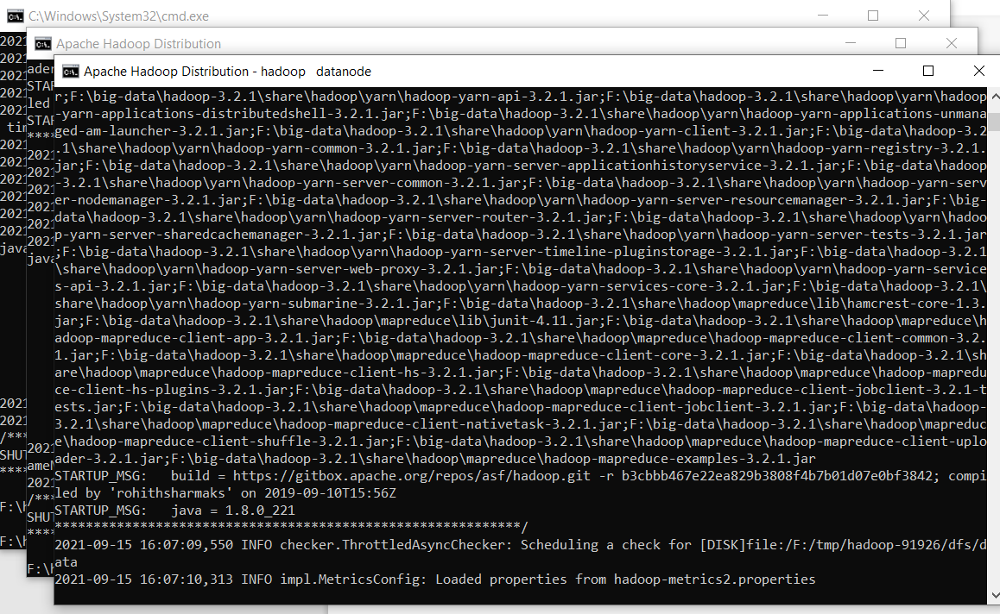 C:\Windows\System32\cmd.exe
Apache Hadoop Distribution
Apache Hadoop Distribution - hadoop   datanode
r;F:\big-data\hadoop-3.2.1\share\hadoop\yarn\hadoop-yarn-api-3.2.1.jar;F:\big-data\hadoop-3.2.1\share\hadoop\yarn\hadoop
-yarn-applications-distributedshell-3.2.1.jar;F:\big-data\hadoop-3.2.1\share\hadoop\yarn\hadoop-yarn-applications-unmana
ged-am-launcher-3.2.1.jar;F:\big-data\hadoop-3.2.1\share\hadoop\yarn\hadoop-yarn-client-3.2.1.jar;F:\big-data\hadoop-3.2
.1\share\hadoop\yarn\hadoop-yarn-common-3.2.1.jar;F:\big-data\hadoop-3.2.1\share\hadoop\yarn\hadoop-yarn-registry-3.2.1.
jar;F:\big-data\hadoop-3.2.1\share\hadoop\yarn\hadoop-yarn-server-applicationhistoryservice-3.2.1.jar;F:\big-data\hadoop
-3.2.1\share\hadoop\yarn\hadoop-yarn-server-common-3.2.1.jar;F:\big-data\hadoop-3.2.1\share\hadoop\yarn\hadoop-yarn-serv
er-nodemanager-3.2.1.jar;F:\big-data\hadoop-3.2.1\share\hadoop\yarn\hadoop-yarn-server-resourcemanager-3.2.1.jar;F:\big-
data\hadoop-3.2.1\share\hadoop\yarn\hadoop-yarn-server-router-3.2.1.jar;F:\big-data\hadoop-3.2.1\share\hadoop\yarn\hadoo
p-yarn-server-sharedcachemanager-3.2.1.jar;F:\big-data\hadoop-3.2.1\share\hadoop\yarn\hadoop-yarn-server-tests-3.2.1.jar
;F:\big-data\hadoop-3.2.1\share\hadoop\yarn\hadoop-yarn-server-timeline-pluginstorage-3.2.1.jar;F:\big-data\hadoop-3.2.1
\share\hadoop\yarn\hadoop-yarn-server-web-proxy-3.2.1.jar;F:\big-data\hadoop-3.2.1\share\hadoop\yarn\hadoop-yarn-service
s-api-3.2.1.jar;F:\big-data\hadoop-3.2.1\share\hadoop\yarn\hadoop-yarn-services-core-3.2.1.jar;F:\big-data\hadoop-3.2.1\
share\hadoop\yarn\hadoop-yarn-submarine-3.2.1.jar;F:\big-data\hadoop-3.2.1\share\hadoop\mapreduce\lib\hamcrest-core-1.3.
jar;F:\big-data\hadoop-3.2.1\share\hadoop\mapreduce\lib\junit-4.11.jar;F:\big-data\hadoop-3.2.1\share\hadoop\mapreduce\h
adoop-mapreduce-client-app-3.2.1.jar;F:\big-data\hadoop-3.2.1\share\hadoop\mapreduce\hadoop-mapreduce-client-common-3.2.
1.jar;F:\big-data\hadoop-3.2.1\share\hadoop\mapreduce\hadoop-mapreduce-client-core-3.2.1.jar;F:\big-data\hadoop-3.2.1\sh
are\hadoop\mapreduce\hadoop-mapreduce-client-hs-3.2.1.jar;F:\big-data\hadoop-3.2.1\share\hadoop\mapreduce\hadoop-mapredu
ce-client-hs-plugins-3.2.1.jar;F:\big-data\hadoop-3.2.1\share\hadoop\mapreduce\hadoop-mapreduce-client-jobclient-3.2.1-t
ests.jar;F:\big-data\hadoop-3.2.1\share\hadoop\mapreduce\hadoop-mapreduce-client-jobclient-3.2.1.jar;F:\big-data\hadoop-
3.2.1\share\hadoop\mapreduce\hadoop-mapreduce-client-nativetask-3.2.1.jar;F:\big-data\hadoop-3.2.1\share\hadoop\mapreduc
e\hadoop-mapreduce-client-shuffle-3.2.1.jar;F:\big-data\hadoop-3.2.1\share\hadoop\mapreduce\hadoop-mapreduce-client-uplo
ader-3.2.1.jar;F:\big-data\hadoop-3.2.1\share\hadoop\mapreduce\hadoop-mapreduce-examples-3.2.1.jar
STARTUP_MSG:   build = https://gitbox.apache.org/repos/asf/hadoop.git -r b3cbbb467e22ea829b3808f4b7b01d07e0bf3842; compi
led by 'rohithsharmaks' on 2019-09-10T15:56Z
STARTUP_MSG:   java = 1.8.0_221
************************************************************/
2021-09-15 16:07:09,550 INFO checker.ThrottledAsyncChecker: Scheduling a check for [DISK]file:/F:/tmp/hadoop-91926/dfs/d
ata
2021-09-15 16:07:10,313 INFO impl.MetricsConfig: Loaded properties from hadoop-metrics2.properties